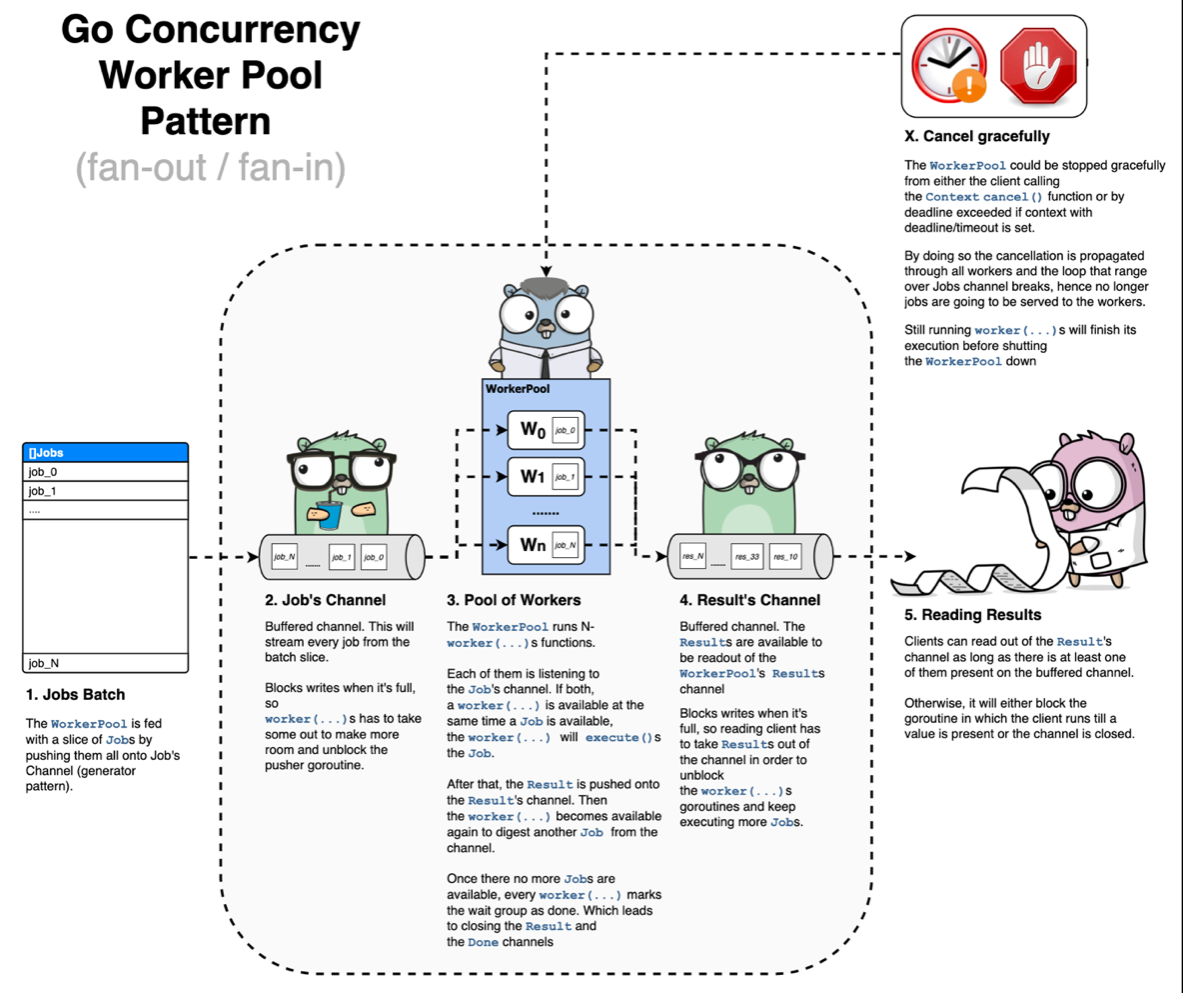 Go Concurrency
Worker Pool
Pattern
(fan-out / fan-in)
X. Cancel gracefully
The WorkerPool could be stopped gracefully
from either the client calling
the Context cancel() function or by
deadline exceeded if context with
deadline/timeout is set.
By doing so the cancellation is propagated
through all workers and the loop that range
over Jobs channel breaks, hence no longer
jobs are going to be served to the workers.
Still running worker(...)s will finish its
execution before shutting
the WorkerPool down
[]Jobs
job_0
job_1
....
job_N
1. Jobs Batch
The WorkerPool is fed
with a slice of Jobs by
pushing them all onto Job's
Channel (generator
pattern).
job_N
......
job_1
job_0
2. Job's Channel
Buffered channel. This will
stream every job from the
batch slice.
Blocks writes when it's full,
so
worker(...)s has to take
some out to make more
room and unblock the
pusher goroutine.
WorkerPool
W0 job_0
W1 job_1
.......
Wn job_N
3. Pool of Workers
The WorkerPool runs N-
worker(...)s functions.
Each of them is listening to
the Job's channel. If both,
a worker(...) is available at the
same time a Job is available,
the worker(...) will execute()s
the Job.
After that, the Result is pushed onto
the Result's channel. Then
the worker(...) becomes available
again to digest another Job from the
channel.
Once there no more Jobs are
available, every worker(...) marks
the wait group as done. Which leads
to closing the Result and
the Done channels
res_N
......
res_33
res_10
4. Result's Channel
Buffered channel. The
Results are available to
be readout of the
WorkerPool's Results
channel
Blocks writes when it's
full, so reading client has
to take Results out of
the channel in order to
unblock
the worker(...)s
goroutines and keep
executing more Jobs.
5. Reading Results
Clients can read out of the Result's
channel as long as there is at least one
of them present on the buffered channel.
Otherwise, it will either block the
goroutine in which the client runs till a
value is present or the channel is closed.